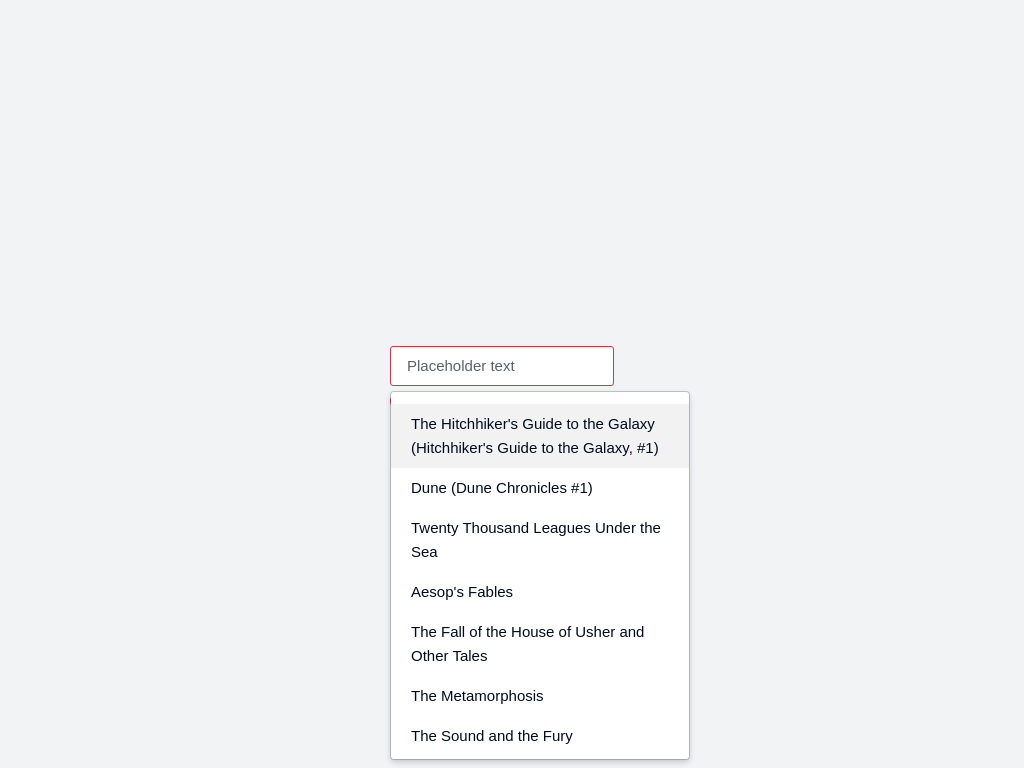 Placeholder text
The Hitchhiker's Guide to the Galaxy
(Hitchhiker's Guide to the Galaxy, #1)
Dune (Dune Chronicles #1)
Twenty Thousand Leagues Under the
Sea
Aesop's Fables
The Fall of the House of Usher and
Other Tales
The Metamorphosis
The Sound and the Fury